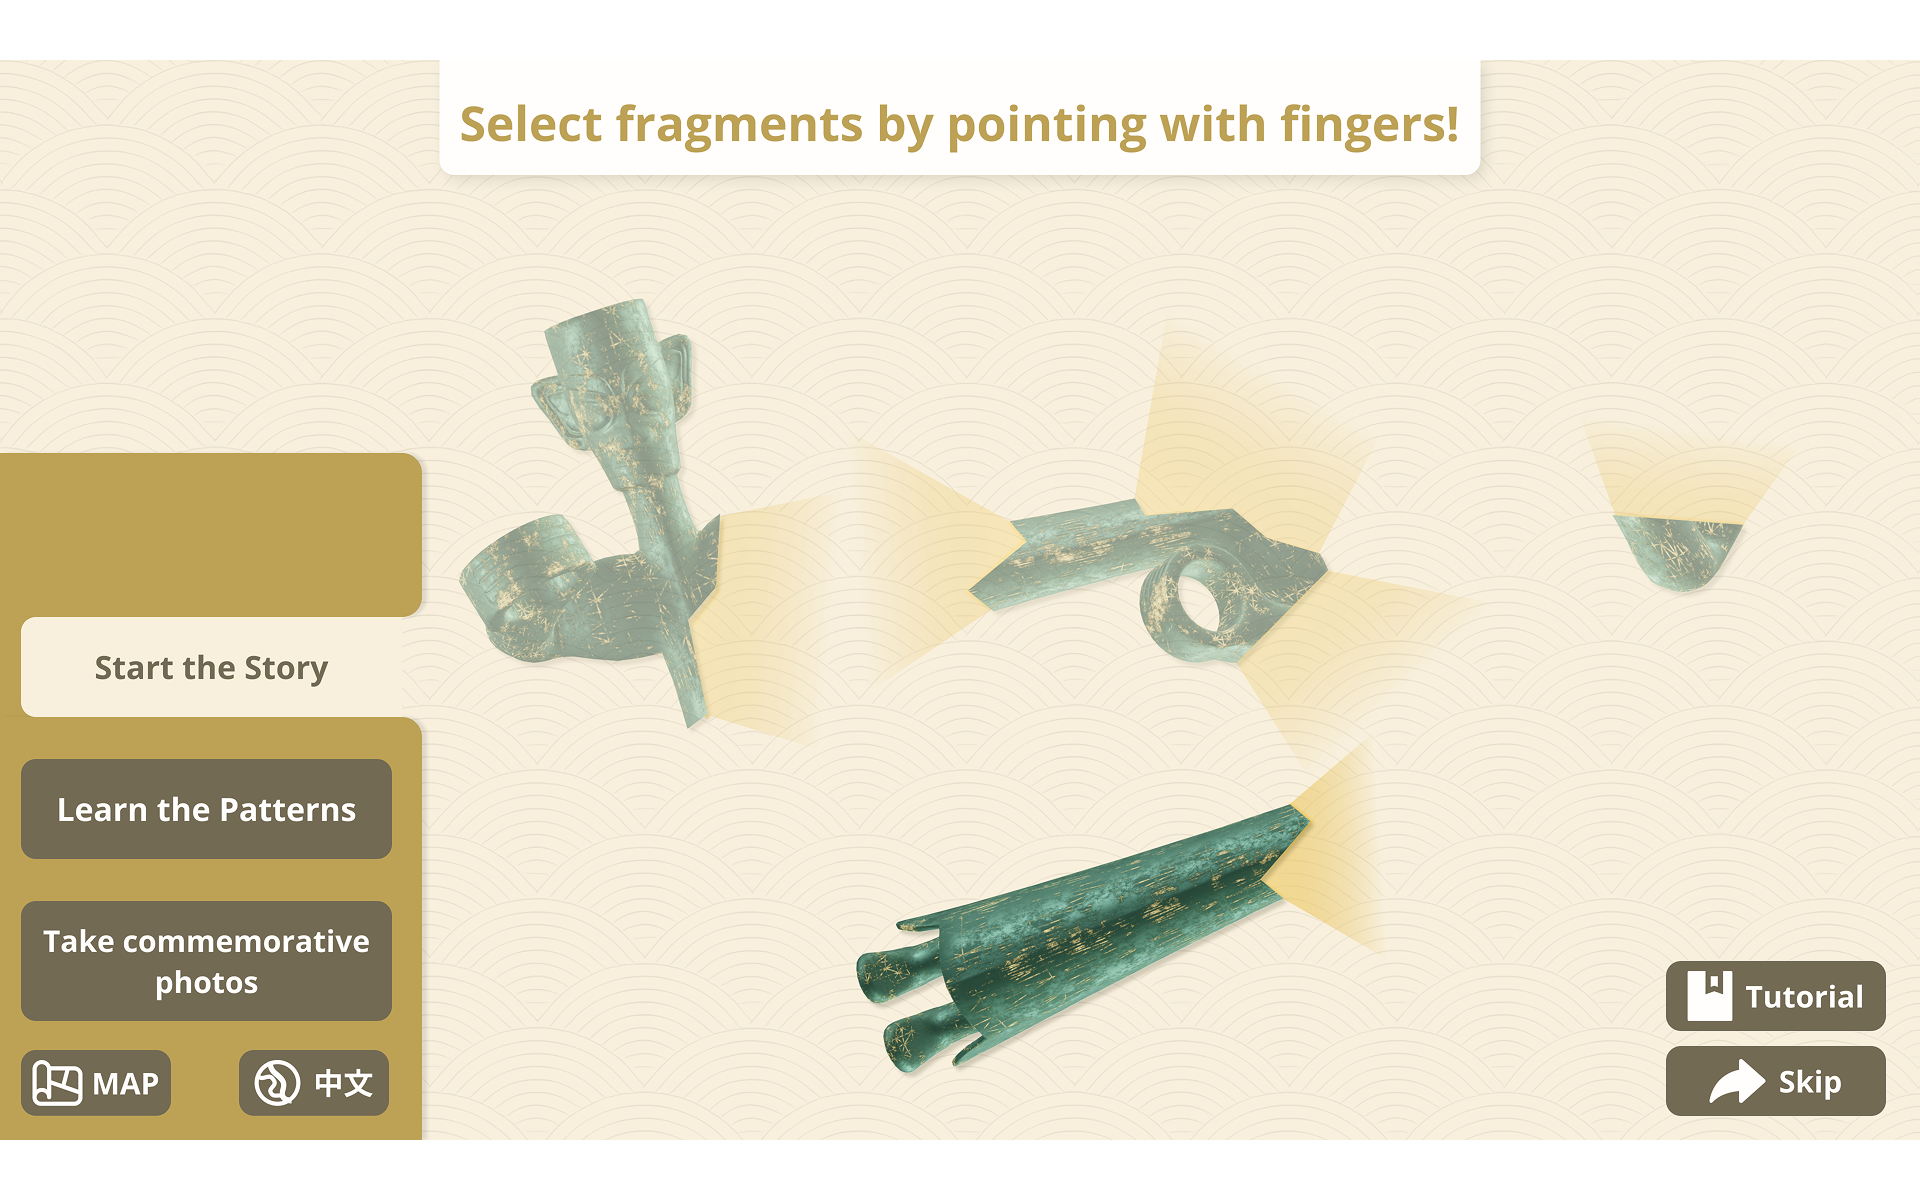 Select fragments by pointing with fingers!
Start the Story
Learn the Patterns
Take commemorative
photos
MAP
中文
Tutorial
Skip